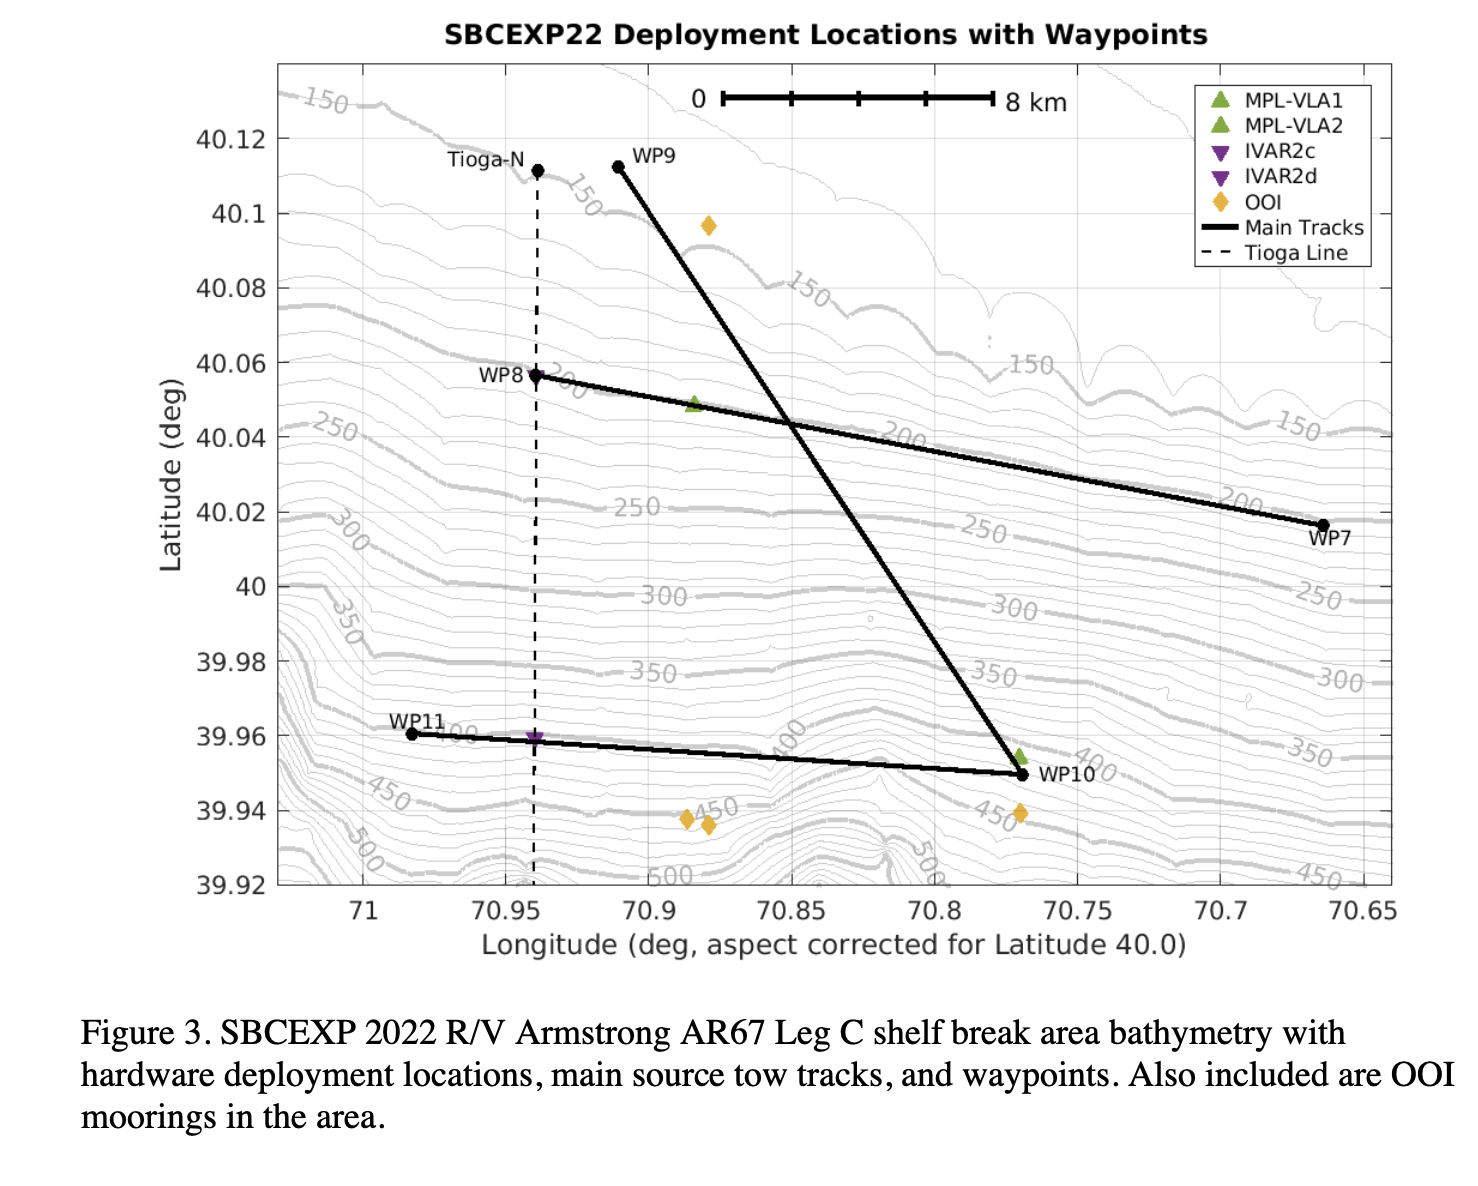 SBCEXP22 Deployment Locations with Waypoints
0 8 km
MPL-VLA1
MPL-VLA2
IVAR2c
IVAR2d
OOI
Main Tracks
Tioga Line
150
40.12
Tioga-N
WP9
150
40.1
40.08
150
40.06
150
WP8
200
40.04
250
200
150
40.02
250
250
200
WP7
300
40
300
300
250
350
39.98
350
350
300
WP11
400
39.96
400
400
350
WP10
39.94
450
450
450
500
500
500
450
39.92
71 70.95 70.9 70.85 70.8 70.75 70.7 70.65
Latitude (deg)
Longitude (deg, aspect corrected for Latitude 40.0)
Figure 3. SBCEXP 2022 R/V Armstrong AR67 Leg C shelf break area bathymetry with
hardware deployment locations, main source tow tracks, and waypoints. Also included are OOI
moorings in the area.